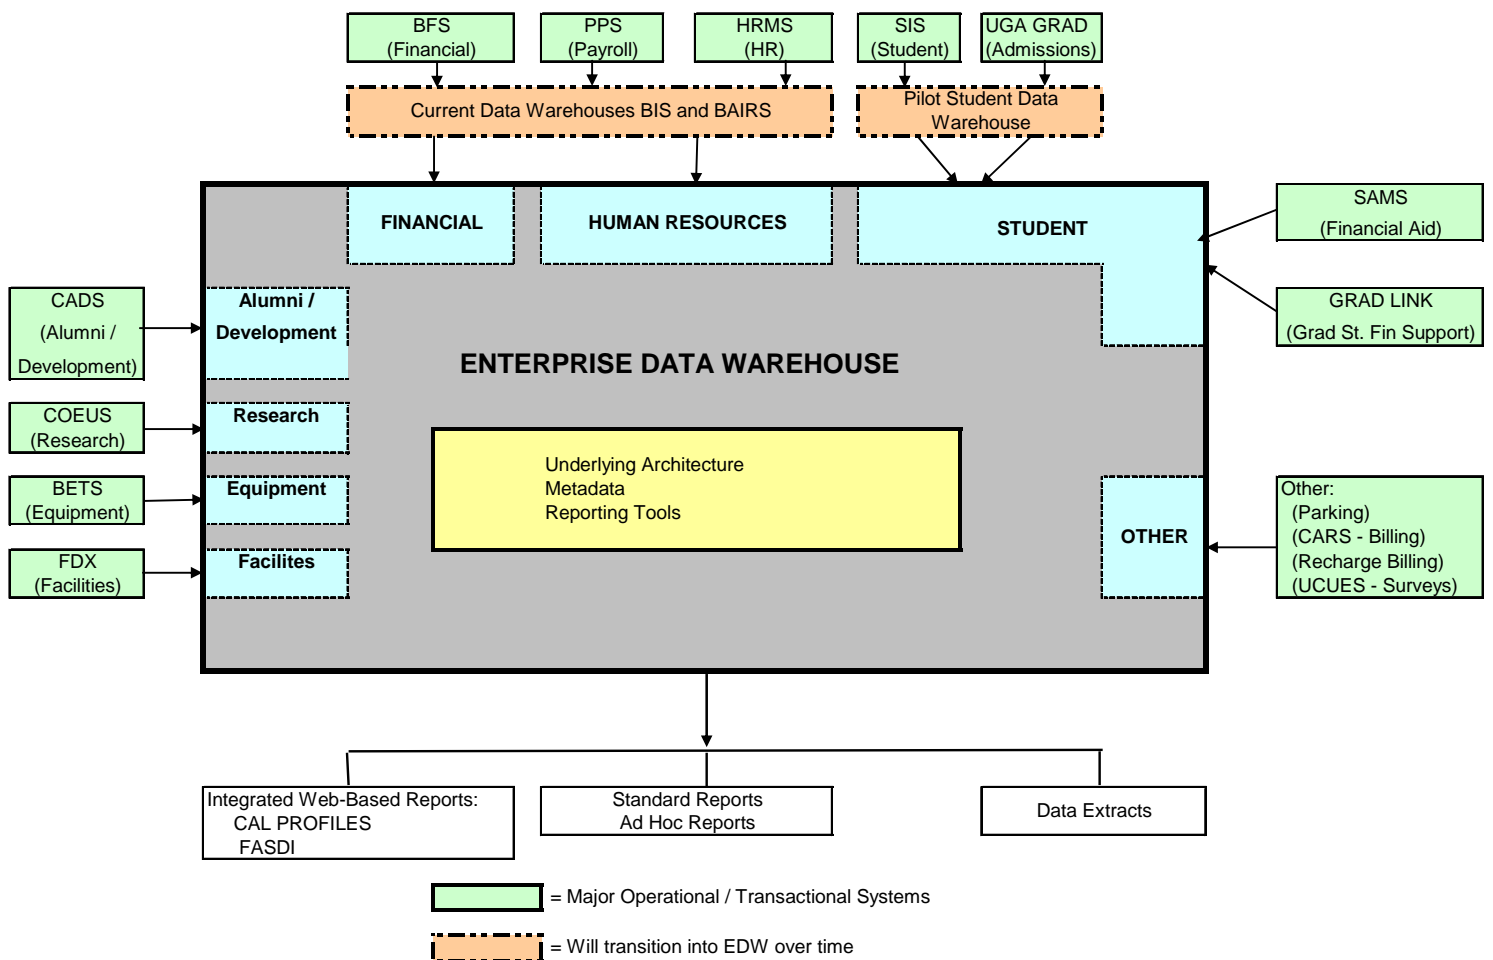 BFS
(Financial)
PPS
(Payroll)
HRMS
(HR)
SIS
(Student)
UGA GRAD
(Admissions)
Current Data Warehouses BIS and BAIRS
Pilot Student Data
Warehouse
FINANCIAL
HUMAN RESOURCES
STUDENT
SAMS
(Financial Aid)
GRAD LINK
(Grad St. Fin Support)
CADS
(Alumni /
Development)
Alumni /
Development
ENTERPRISE DATA WAREHOUSE
COEUS
(Research)
Research
BETS
(Equipment)
Equipment
FDX
(Facilities)
Facilites
Underlying Architecture
Metadata
Reporting Tools
OTHER
Other:
(Parking)
(CARS - Billing)
(Recharge Billing)
(UCUES - Surveys)
Integrated Web-Based Reports:
CAL PROFILES
FASDI
Standard Reports
Ad Hoc Reports
Data Extracts
= Major Operational / Transactional Systems
= Will transition into EDW over time